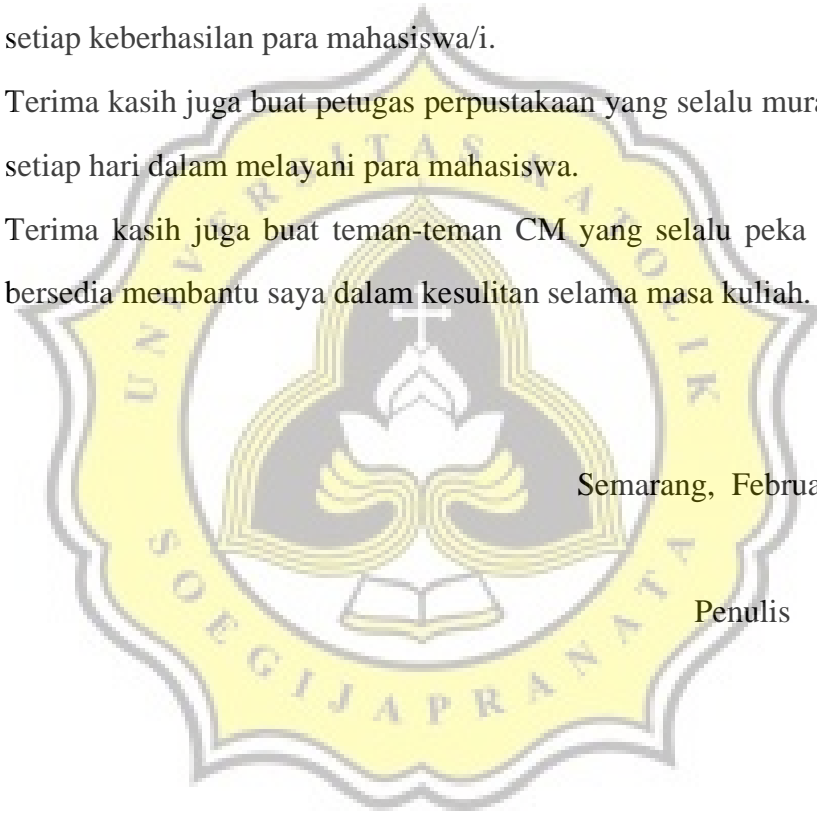 setiap keberhasilan para mahasiswa/i.
Terima kasih juga buat petugas perpustakaan yang selalu
setiap hari dalam melayani para mahasiswa.
Terima kasih juga buat teman-teman CM yang selalu peka
bersedia membantu saya dalam kesulitan selama masa kuliah.
Semarang,
Penulis
UNIVERSITAS KATOLIK
SOEGIJAPRANATA